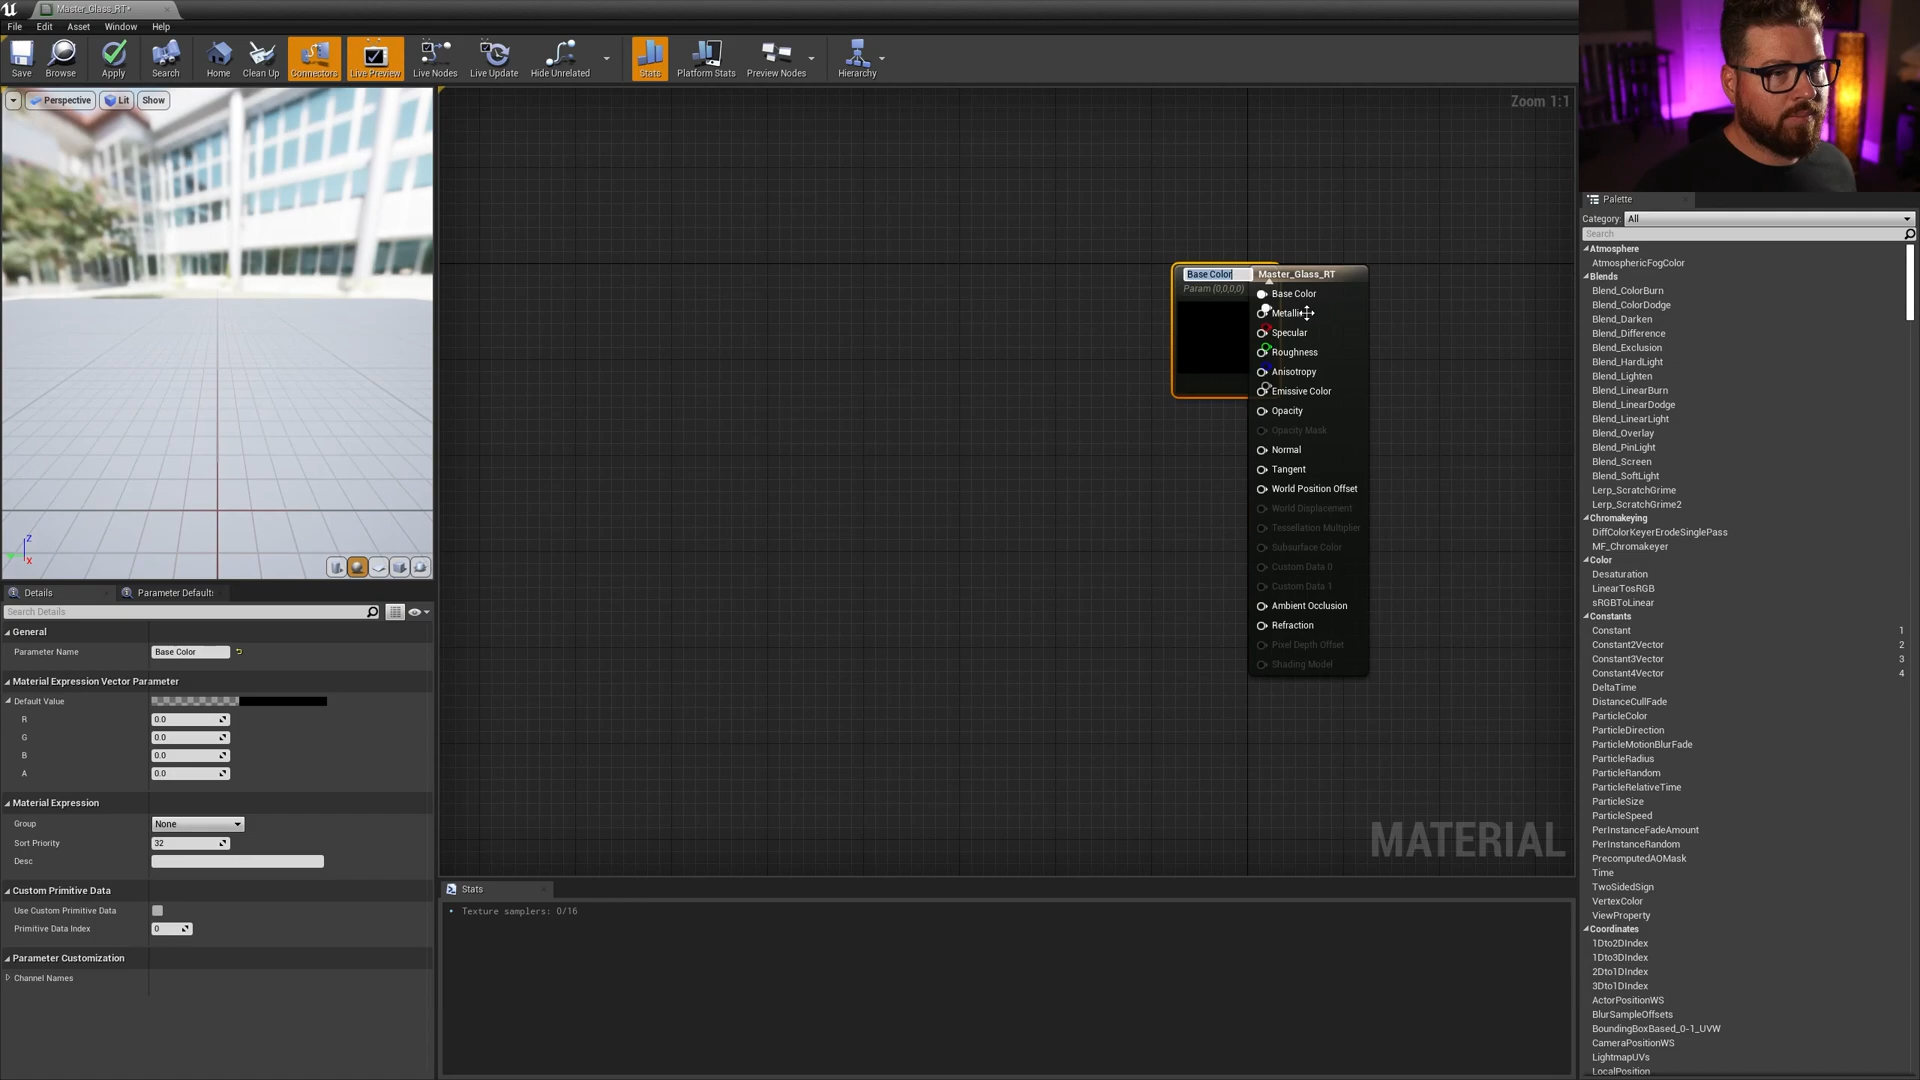 Master_Glass_RT*
File Edit Asset Window Help
Save Browse Apply Search Home Clean Up Connectors Live Preview Live Nodes Live Update Hide Unrelated Stats Platform Stats Preview Nodes Hierarchy
Perspective Lit Show
Zoom 1:1
Z
X
Base Color
Param (0,0,0,0)
Master_Glass_RT
Base Color
Metallic
Specular
Roughness
Anisotropy
Emissive Color
Opacity
Opacity Mask
Normal
Tangent
World Position Offset
World Displacement
Tessellation Multiplier
Subsurface Color
Custom Data 0
Custom Data 1
Ambient Occlusion
Refraction
Pixel Depth Offset
Shading Model
MATERIAL
Details Parameter Defaults
Search Details
General
Parameter Name Base Color
Material Expression Vector Parameter
Default Value
R 0.0
G 0.0
B 0.0
A 0.0
Material Expression
Group None
Sort Priority 32
Desc
Custom Primitive Data
Use Custom Primitive Data
Primitive Data Index 0
Parameter Customization
Channel Names
Stats
Texture samplers: 0/16
Palette
Category: All
Search
Atmosphere
AtmosphericFogColor
Blends
Blend_ColorBurn
Blend_ColorDodge
Blend_Darken
Blend_Difference
Blend_Exclusion
Blend_HardLight
Blend_Lighten
Blend_LinearBurn
Blend_LinearDodge
Blend_LinearLight
Blend_Overlay
Blend_PinLight
Blend_Screen
Blend_SoftLight
Lerp_ScratchGrime
Lerp_ScratchGrime2
Chromakeying
DiffColorKeyerErodeSinglePass
MF_Chromakeyer
Color
Desaturation
LinearTosRGB
sRGBToLinear
Constants
Constant 1
Constant2Vector 2
Constant3Vector 3
Constant4Vector 4
DeltaTime
DistanceCullFade
ParticleColor
ParticleDirection
ParticleMotionBlurFade
ParticleRadius
ParticleRandom
ParticleRelativeTime
ParticleSize
ParticleSpeed
PerInstanceFadeAmount
PerInstanceRandom
PrecomputedAOMask
Time
TwoSidedSign
VertexColor
ViewProperty
Coordinates
1Dto2DIndex
1Dto3DIndex
2Dto1DIndex
3Dto1DIndex
ActorPositionWS
BlurSampleOffsets
BoundingBoxBased_0-1_UVW
CameraPositionWS
LightmapUVs
LocalPosition